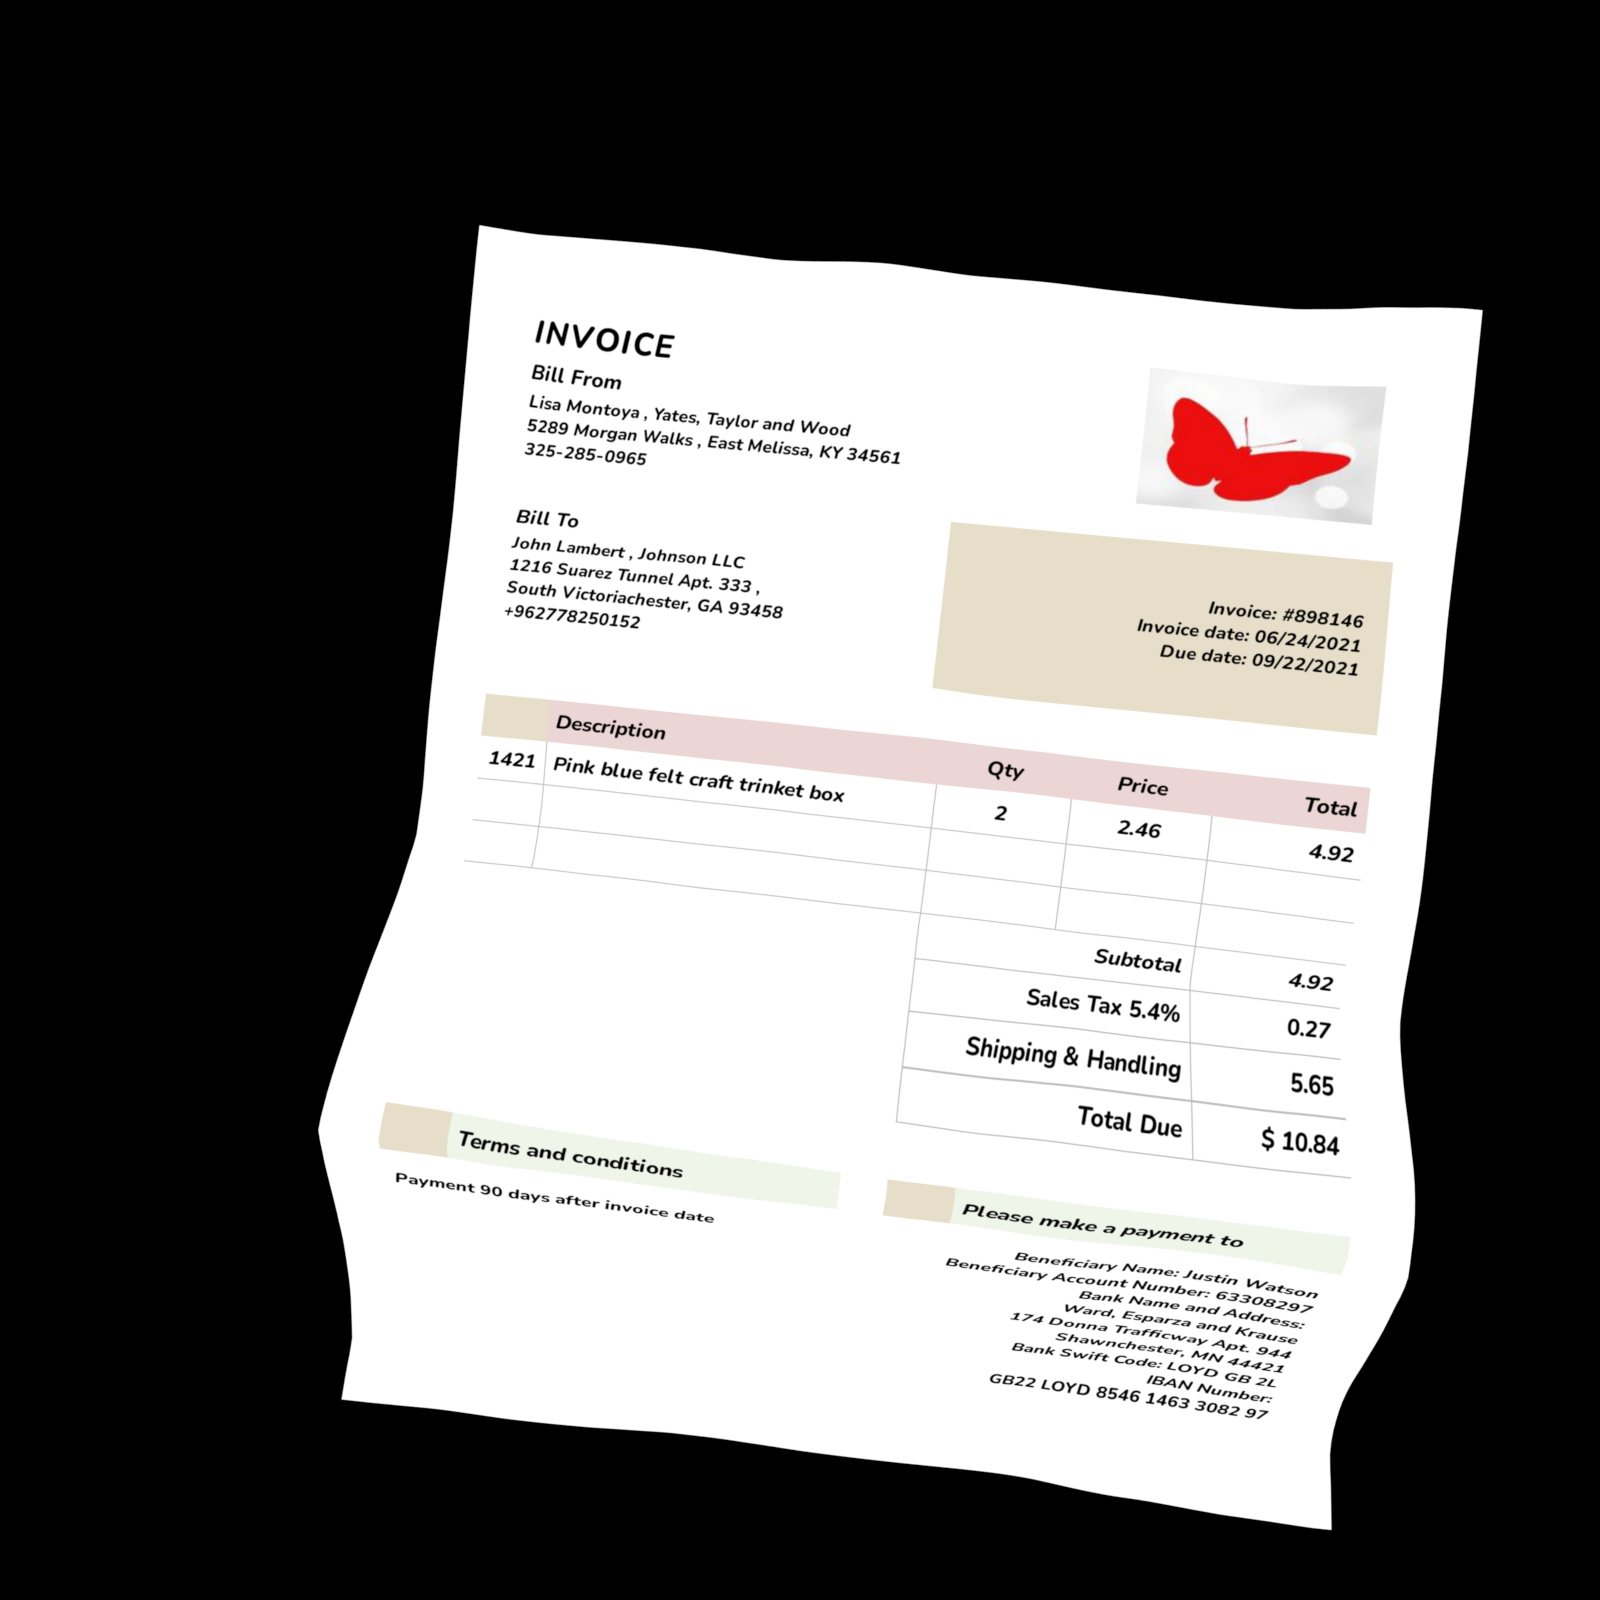 INVOICE
Bill From
Lisa Montoya , Yates, Taylor and Wood
5289 Morgan Walks , East Melissa, KY 34561
325-285-0965
Bill To
John Lambert , Johnson LLC
1216 Suarez Tunnel Apt. 333 ,
South Victoriachester, GA 93458
+962778250152
Invoice: #898146
Invoice date: 06/24/2021
Due date: 09/22/2021
Description Qty Price Total
1421 Pink blue felt craft trinket box 2 2.46 4.92
Subtotal 4.92
Sales Tax 5.4% 0.27
Shipping & Handling 5.65
Total Due $ 10.84
Terms and conditions
Payment 90 days after invoice date
Please make a payment to
Beneficiary Name: Justin Watson
Beneficiary Account Number: 63308297
Bank Name and Address:
Ward, Esparza and Krause
174 Donna Trafficway Apt. 944
Shawnchester, MN 44421
Bank Swift Code: LOYD GB 2L
IBAN Number:
GB22 LOYD 8546 1463 3082 97